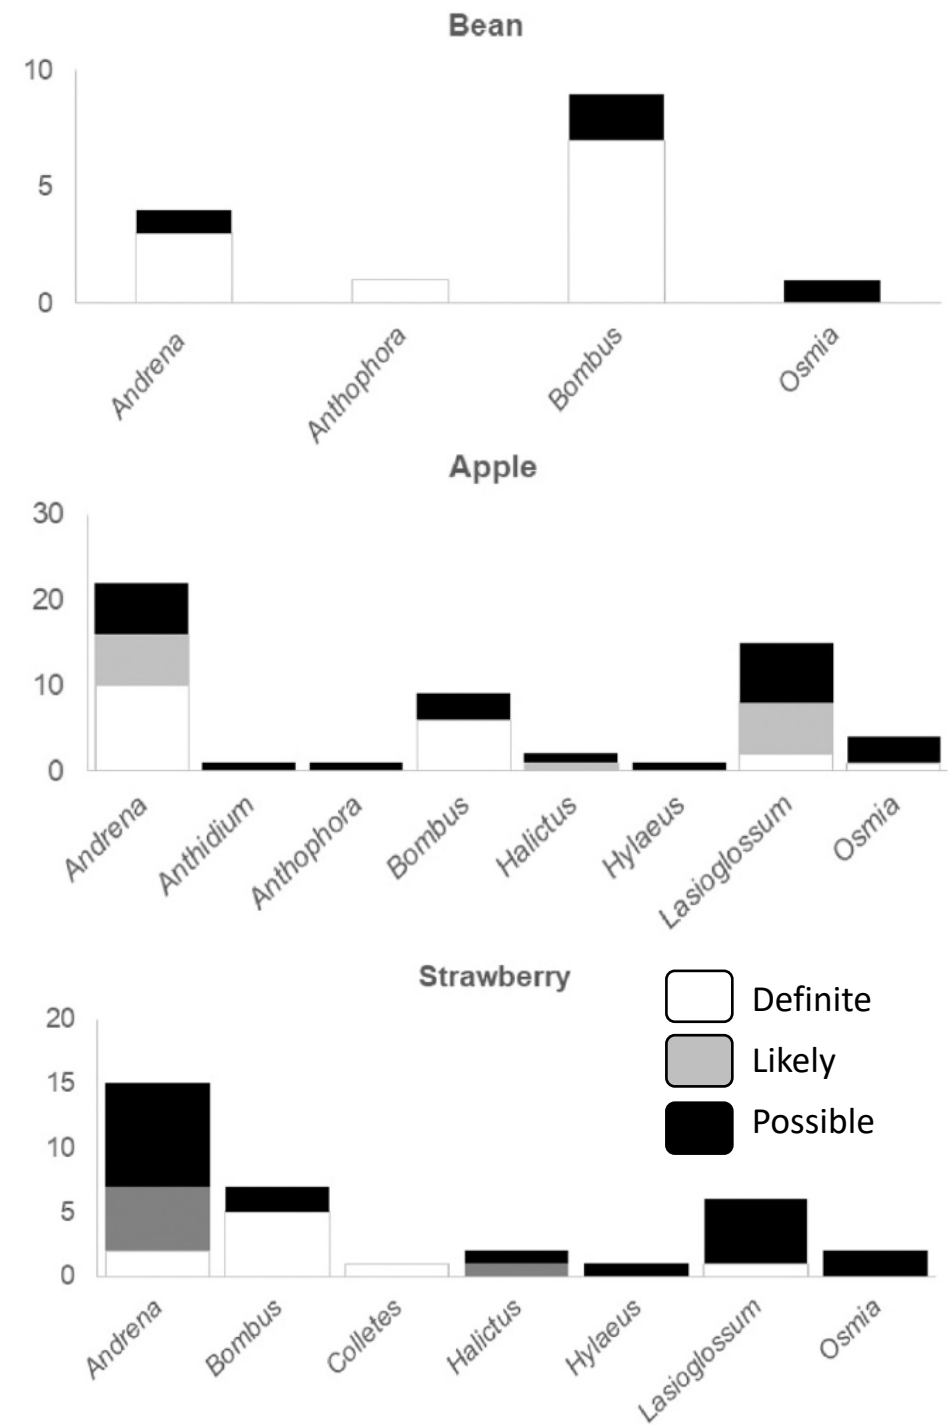 Bean
10
5
0
Andrena
Anthophora
Bombus
Osmia
Apple
30
20
10
0
Andrena
Anthidium
Anthophora
Bombus
Halictus
Hylaeus
Lasioglossum
Osmia
Strawberry
20
15
10
5
0
Definite
Likely
Possible
Andrena
Bombus
Colletes
Halictus
Hylaeus
Lasioglossum
Osmia